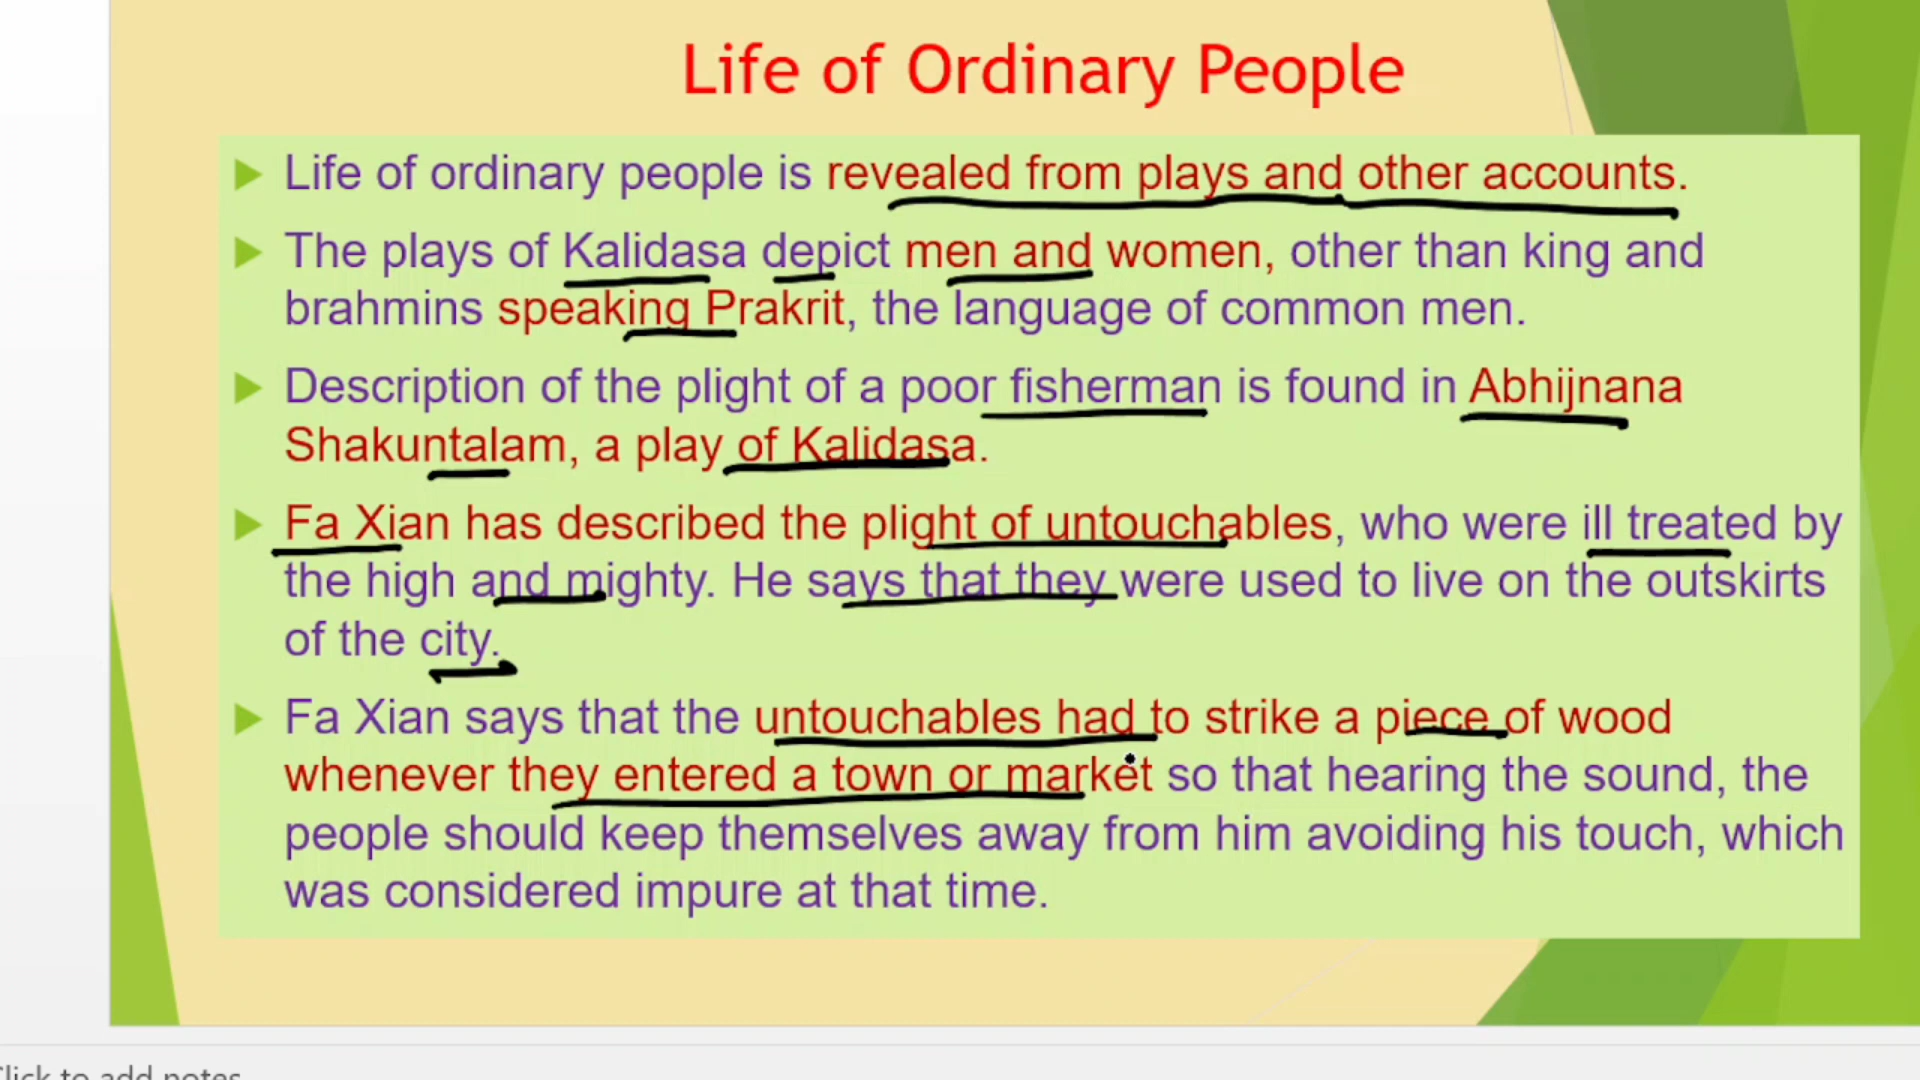 Life of Ordinary People
Life of ordinary people is revealed from plays and other accounts.
The plays of Kalidasa depict men and women, other than king and
brahmins speaking Prakrit, the language of common men.
Description of the plight of a poor fisherman is found in Abhijnana
Shakuntalam, a play of Kalidasa.
Fa Xian has described the plight of untouchables, who were ill treated by
the high and mighty. He says that they were used to live on the outskirts
of the city.
Fa Xian says that the untouchables had to strike a piece of wood
whenever they entered a town or market so that hearing the sound, the
people should keep themselves away from him avoiding his touch, which
was considered impure at that time.
Click to add notes